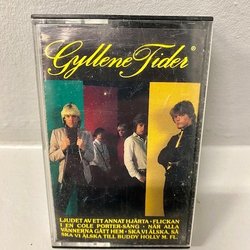 Gyllene Tider®
LJUDET AV ETT ANNAT HJÄRTA • FLICKAN
I EN COLE PORTER-SÅNG • NÄR ALLA
VÄNNERNA GÅTT HEM • SKA VI ÄLSKA, SÅ
SKA VI ÄLSKA TILL BUDDY HOLLY M. FL.